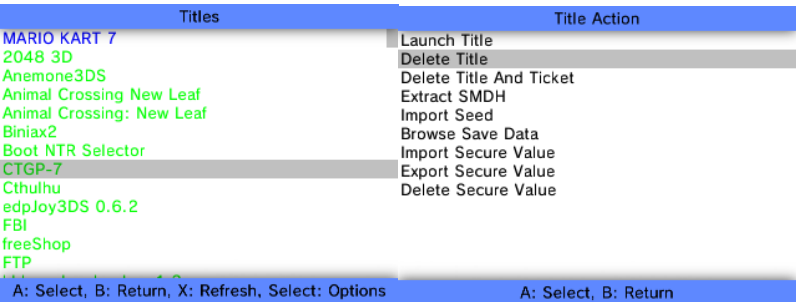 Titles
MARIO KART 7
2048 3D
Anemone3DS
Animal Crossing New Leaf
Animal Crossing: New Leaf
Biniax2
Boot NTR Selector
CTGP-7
Cthulhu
edpJoy3DS 0.6.2
FBI
freeShop
FTP
A: Select, B: Return, X: Refresh, Select: Options
Title Action
Launch Title
Delete Title
Delete Title And Ticket
Extract SMDH
Import Seed
Browse Save Data
Import Secure Value
Export Secure Value
Delete Secure Value
A: Select, B: Return